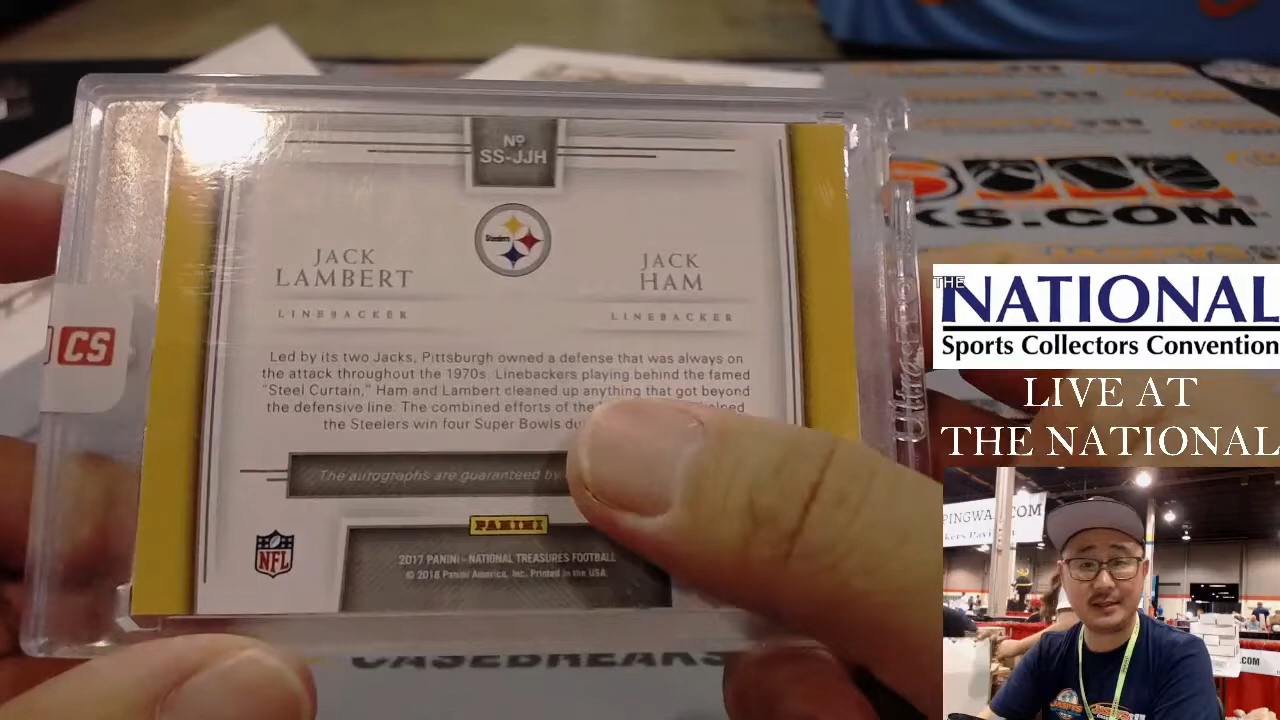 Nº
SS-JJH
Steelers
JACK
LAMBERT
LINEBACKER
JACK
HAM
LINEBACKER
Led by its two Jacks, Pittsburgh owned a defense that was always on
the attack throughout the 1970s. Linebackers playing behind the famed
"Steel Curtain," Ham and Lambert cleaned up anything that got beyond
the defensive line. The combined efforts of the
the Steelers win four Super Bowls
The autographs are guaranteed by
PANINI
NFL
2017 PANINI - NATIONAL TREASURES FOOTBALL
© 2018 Panini America, Inc. Printed in the USA.
CS
KS.COM
CASEBREAKS
THE NATIONAL
Sports Collectors Convention
LIVE AT
THE NATIONAL
.COM